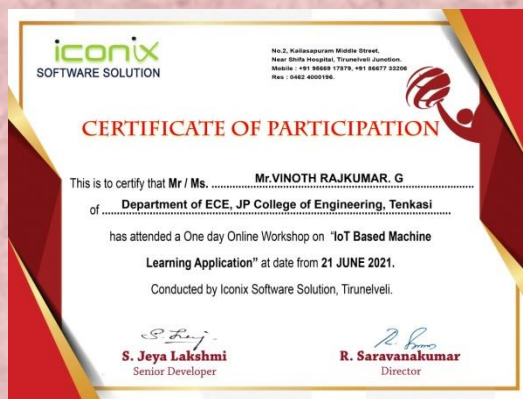 iconix
SOFTWARE SOLUTION
No.2, Kailasapuram Middle Street,
Near Shifa Hospital, Tirunelveli Junction.
Mobile : +91 96669 17879, +91 86677 33206
Res : 0462 4000196.
CERTIFICATE OF PARTICIPATION
This is to certify that Mr / Ms. Mr.VINOTH RAJKUMAR. G
of Department of ECE, JP College of Engineering, Tenkasi
has attended a One day Online Workshop on "IoT Based Machine
Learning Application" at date from 21 JUNE 2021.
Conducted by Iconix Software Solution, Tirunelveli.
S. Jeya Lakshmi
Senior Developer
R. Saravanakumar
Director